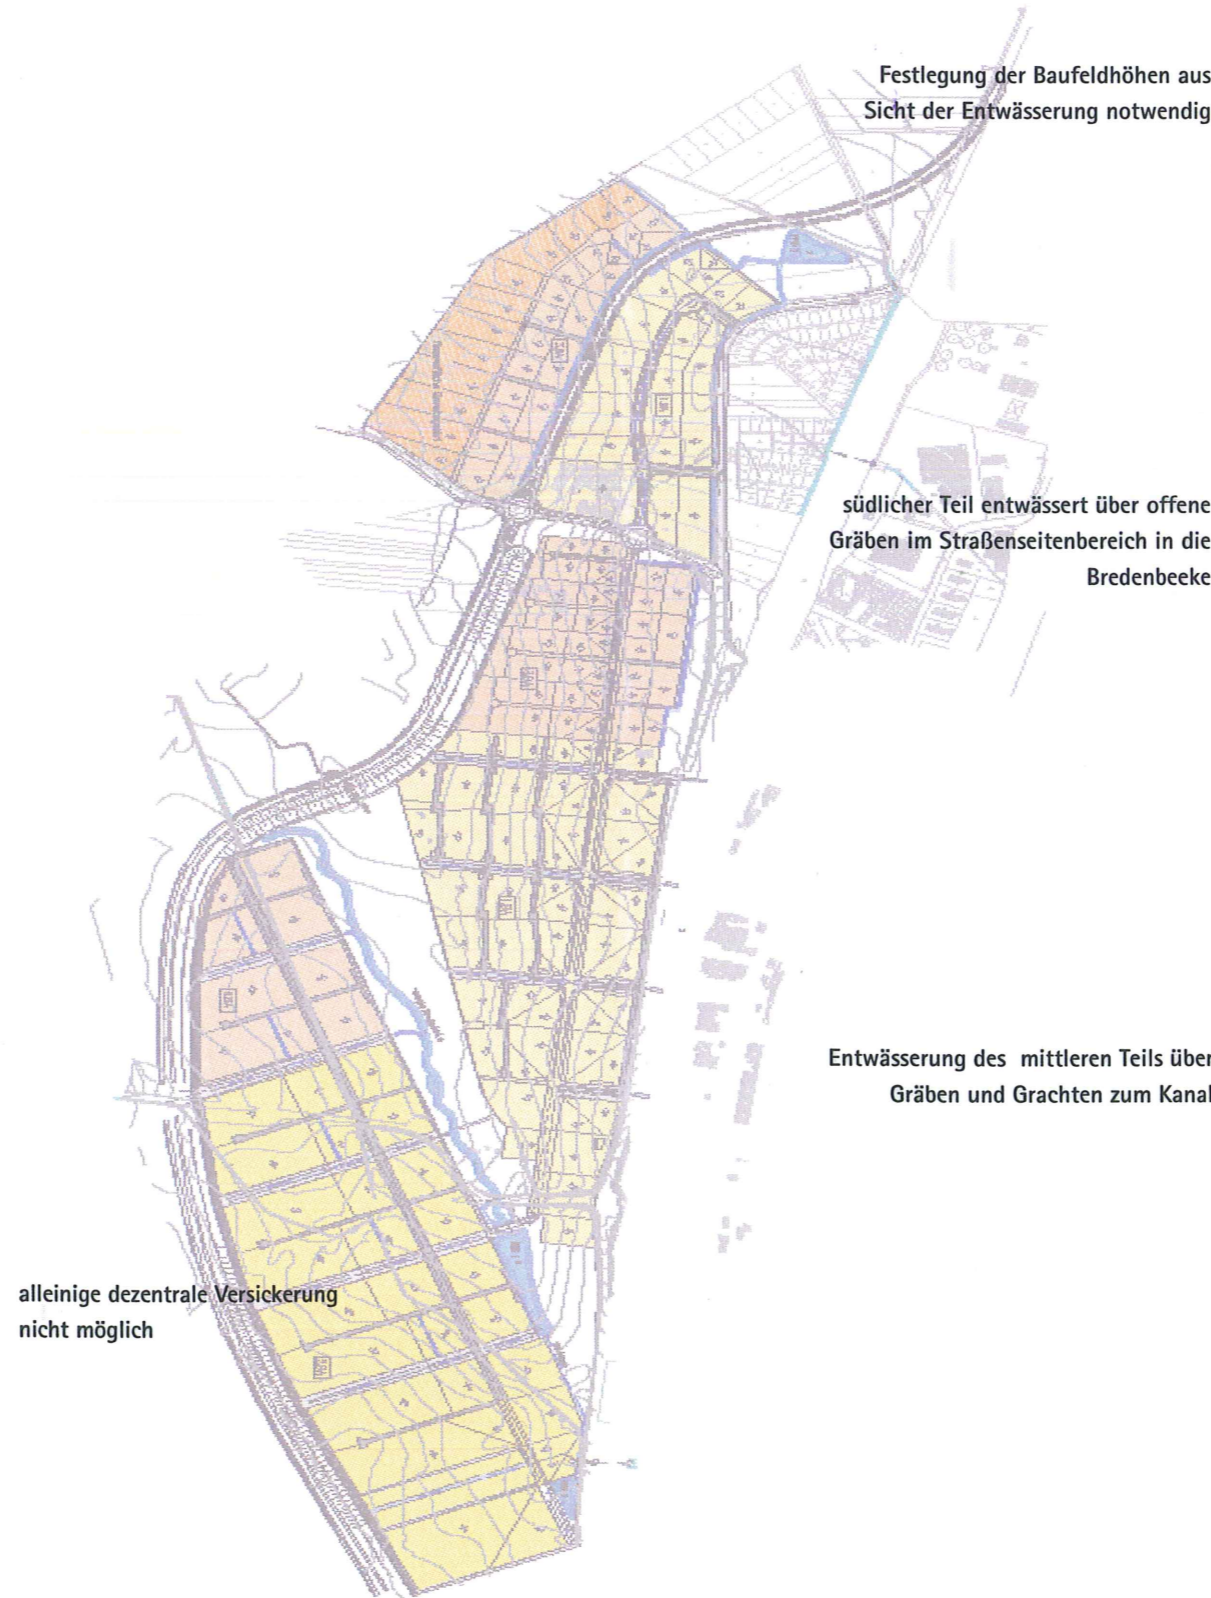 Festlegung der Baufeldhöhen aus
Sicht der Entwässerung notwendig
südlicher Teil entwässert über offene
Gräben im Straßenseitenbereich in die
Bredenbeeke
Entwässerung des mittleren Teils über
Gräben und Grachten zum Kanal
alleinige dezentrale Versickerung
nicht möglich